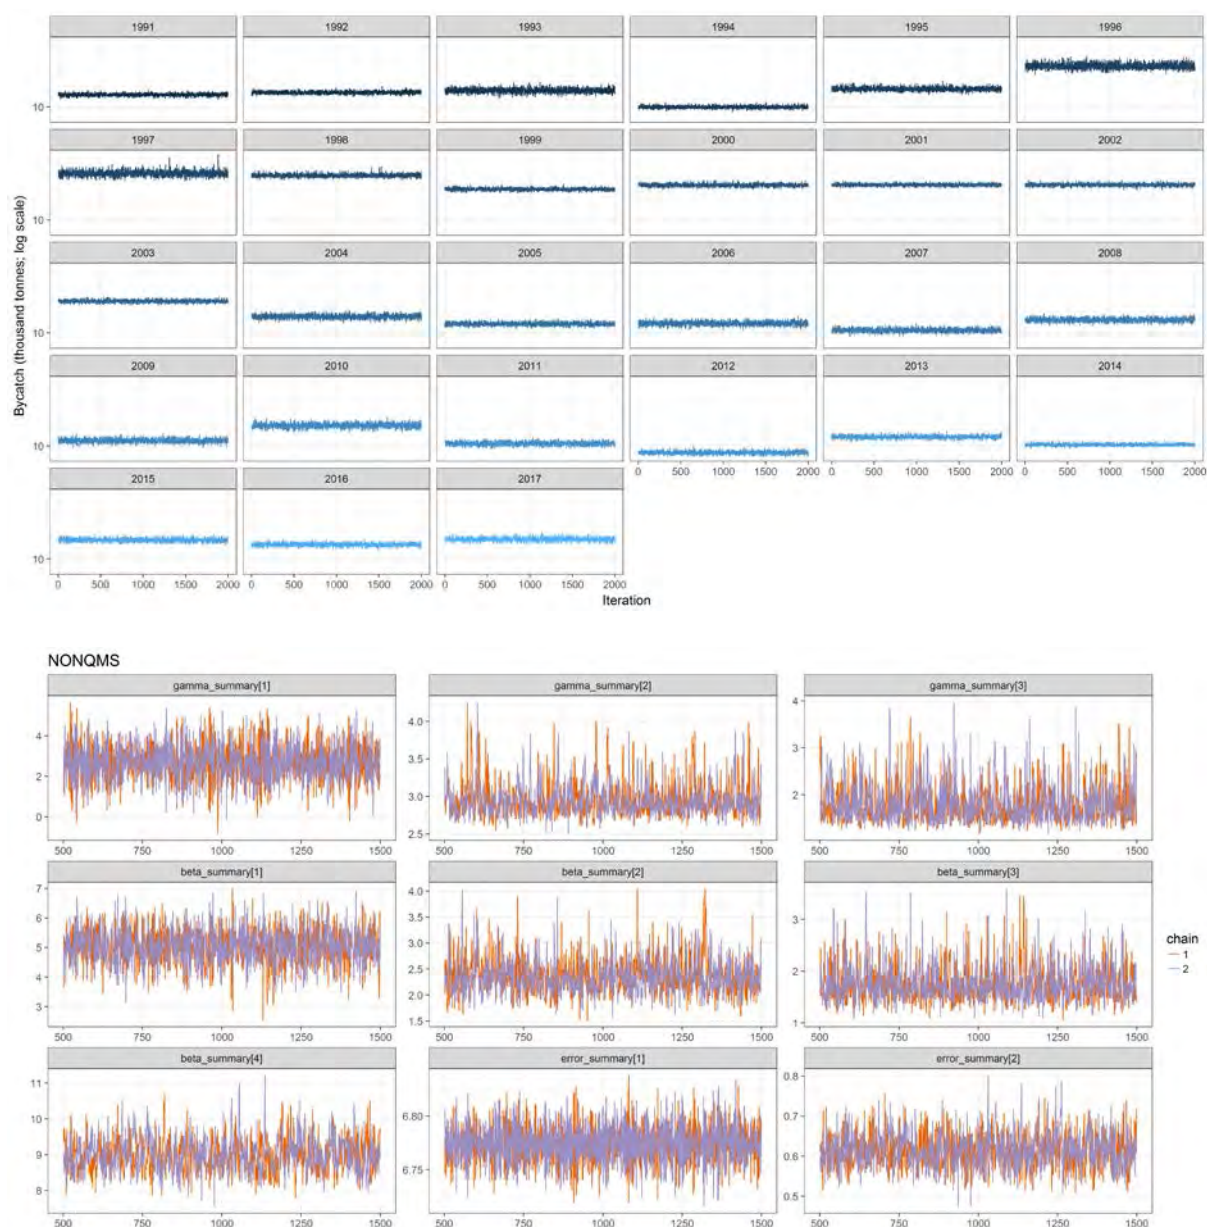 1991 1992 1993 1994 1995 1996
10
1997 1998 1999 2000 2001 2002
10
2003 2004 2005 2006 2007 2008
10
2009 2010 2011 2012 2013 2014
10
0 500 1000 1500 2000 0 500 1000 1500 2000 0 500 1000 1500 2000
2015 2016 2017
10
0 500 1000 1500 2000 0 500 1000 1500 2000 0 500 1000 1500 2000
Bycatch (thousand tonnes; log scale)
Iteration
NONQMS
gamma_summary[1] gamma_summary[2] gamma_summary[3]
4 2 0
4.0 3.5 3.0 2.5
4 3 2
500 750 1000 1250 1500 500 750 1000 1250 1500 500 750 1000 1250 1500
beta_summary[1] beta_summary[2] beta_summary[3]
7 6 5 4 3
4.0 3.5 3.0 2.5 2.0 1.5
3 2 1
500 750 1000 1250 1500 500 750 1000 1250 1500 500 750 1000 1250 1500
chain
1
2
beta_summary[4] error_summary[1] error_summary[2]
11 10 9 8
6.80 6.75
0.8 0.7 0.6 0.5
500 750 1000 1250 1500 500 750 1000 1250 1500 500 750 1000 1250 1500